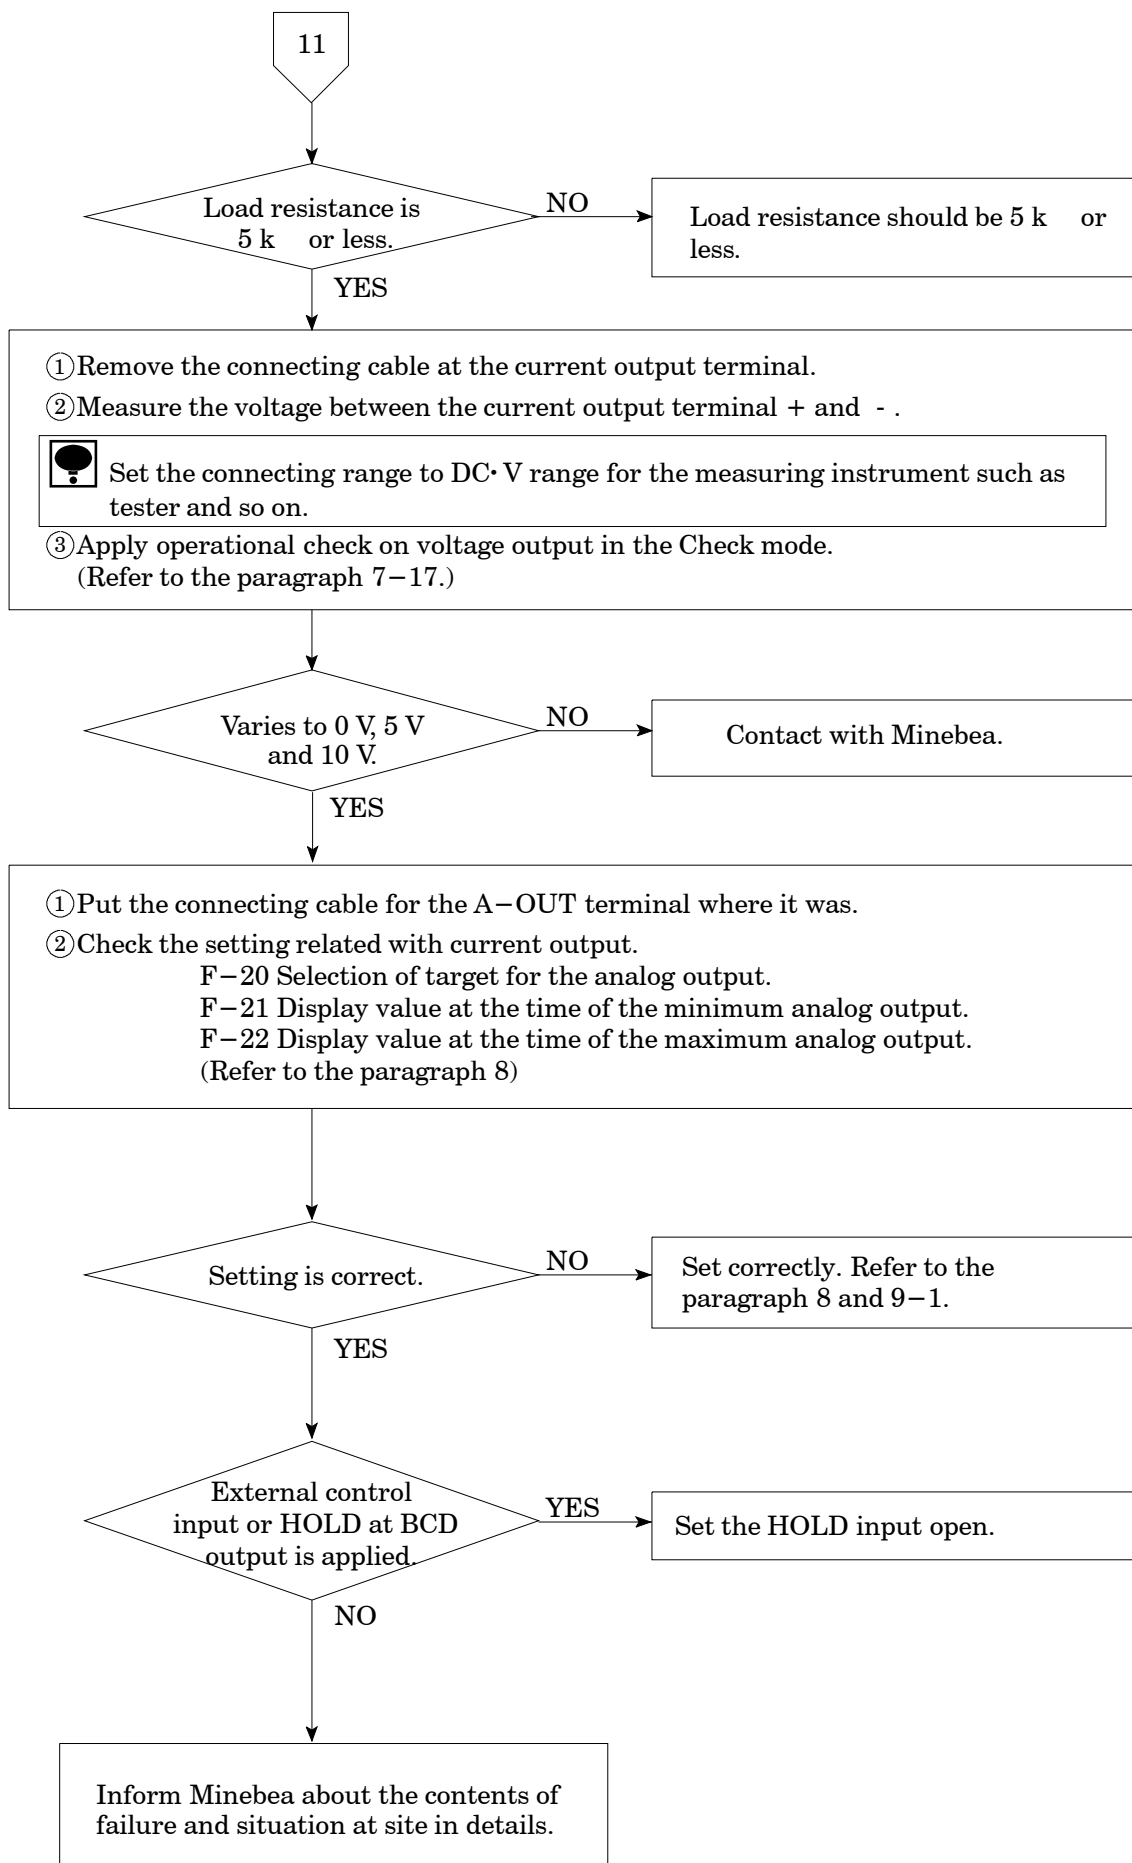 11
Load resistance is
5 k or less.
NO
Load resistance should be 5 k or
less.
YES
①Remove the connecting cable at the current output terminal.
②Measure the voltage between the current output terminal + and - .
Set the connecting range to DC·V range for the measuring instrument such as
tester and so on.
③Apply operational check on voltage output in the Check mode.
(Refer to the paragraph 7−17.)
Varies to 0 V, 5 V
and 10 V.
NO
Contact with Minebea.
YES
①Put the connecting cable for the A−OUT terminal where it was.
②Check the setting related with current output.
F−20 Selection of target for the analog output.
F−21 Display value at the time of the minimum analog output.
F−22 Display value at the time of the maximum analog output.
(Refer to the paragraph 8)
Setting is correct.
NO
Set correctly. Refer to the
paragraph 8 and 9−1.
YES
External control
input or HOLD at BCD
output is applied.
YES
Set the HOLD input open.
NO
Inform Minebea about the contents of
failure and situation at site in details.